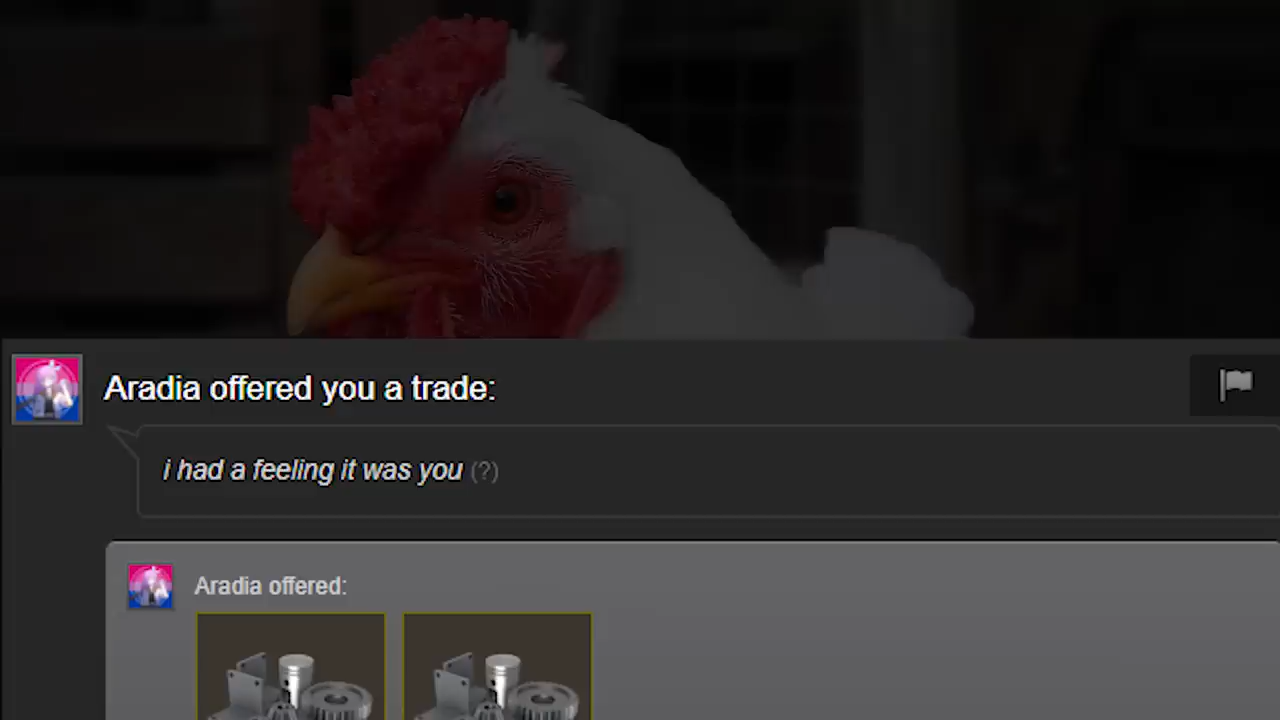 Aradia offered you a trade:
i had a feeling it was you (?)
Aradia offered: